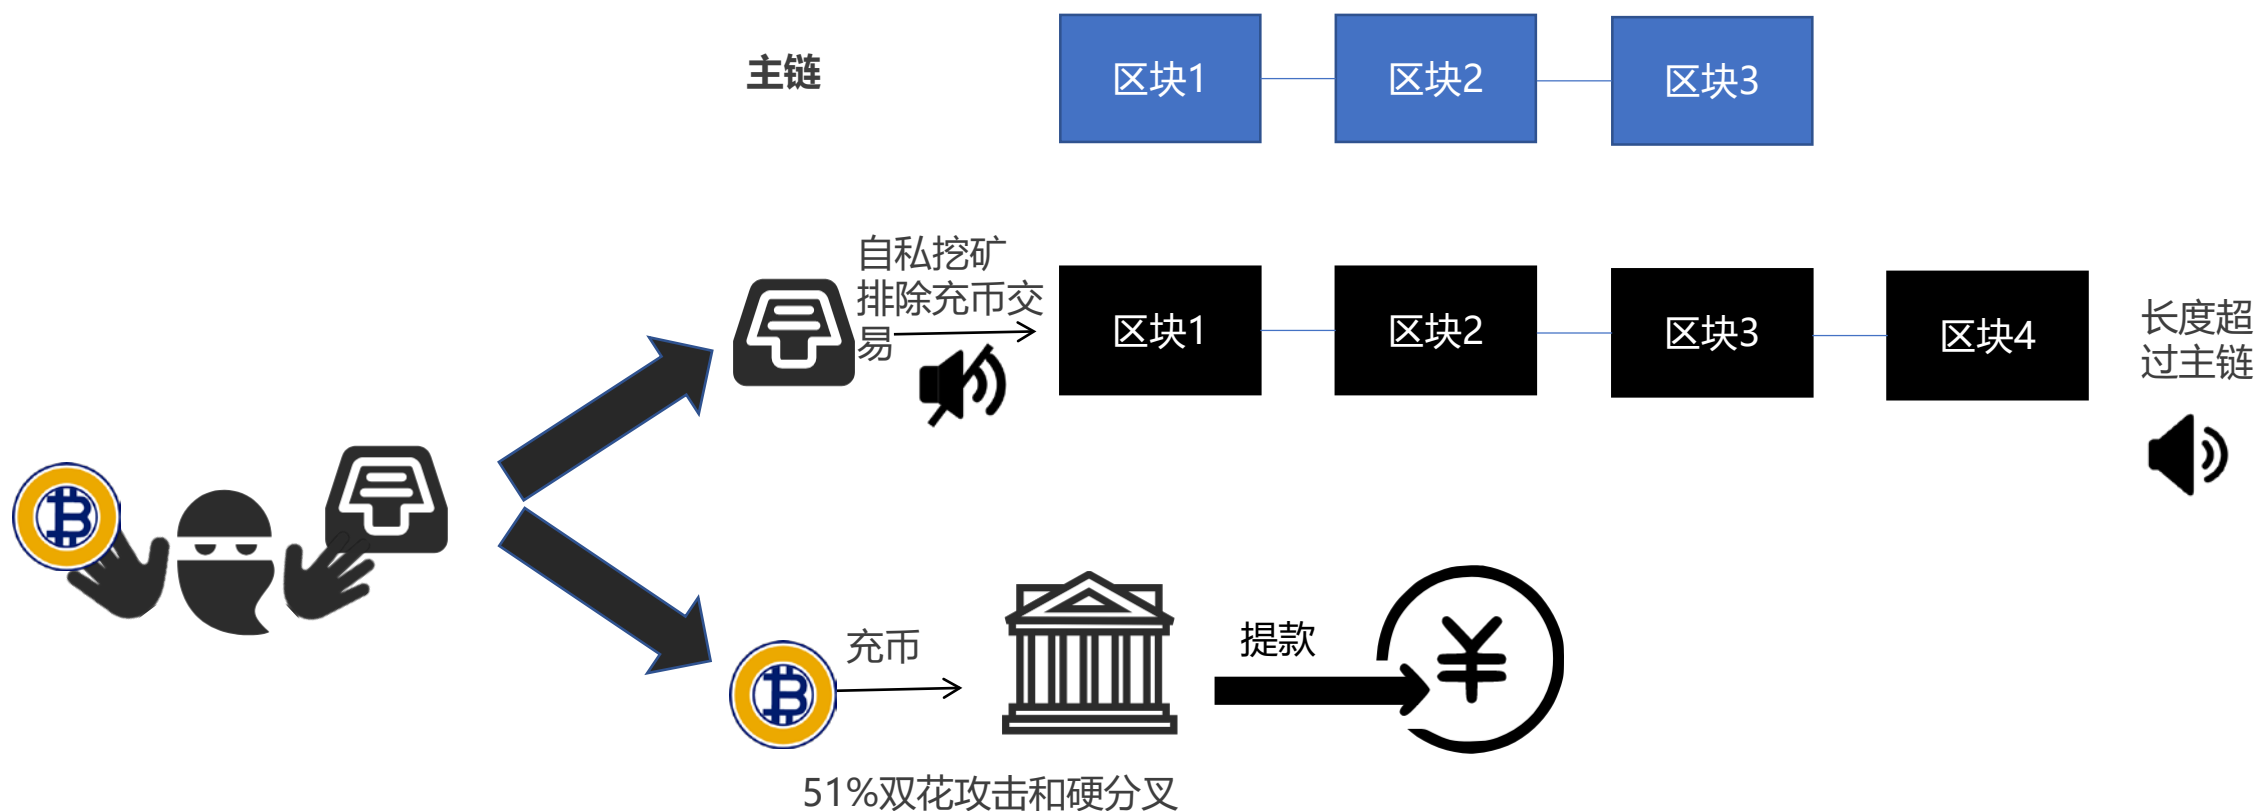 主链
区块1
区块2
区块3
自私挖矿
排除充币交
易
区块1
区块2
区块3
区块4
长度超
过主链
充币
提款
51%双花攻击和硬分叉